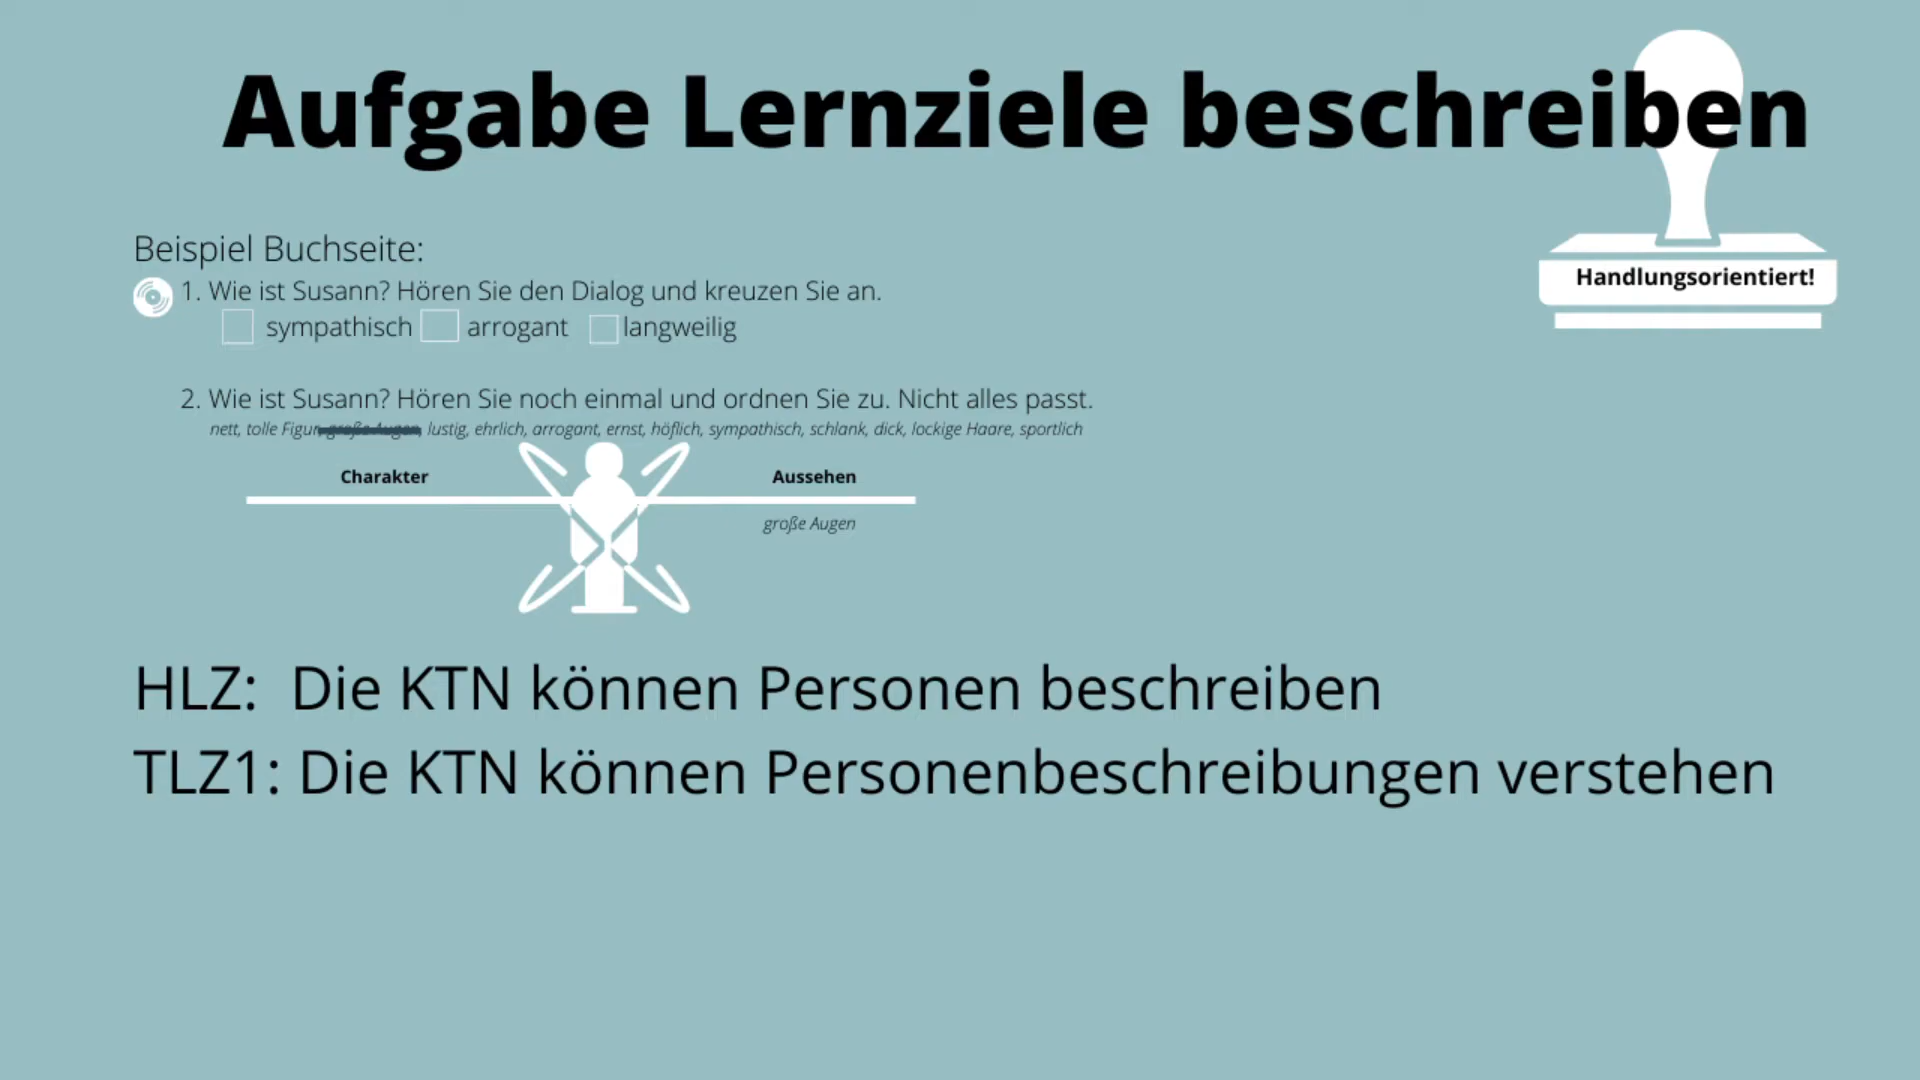 Aufgabe Lernziele beschreiben
Handlungsorientiert!
Beispiel Buchseite:
1. Wie ist Susann? Hören Sie den Dialog und kreuzen Sie an.
sympathisch arrogant langweilig
2. Wie ist Susann? Hören Sie noch einmal und ordnen Sie zu. Nicht alles passt.
nett, tolle Figur, große Augen, lustig, ehrlich, arrogant, ernst, höflich, sympathisch, schlank, dick, lockige Haare, sportlich
Charakter Aussehen
große Augen
HLZ: Die KTN können Personen beschreiben
TLZ1: Die KTN können Personenbeschreibungen verstehen